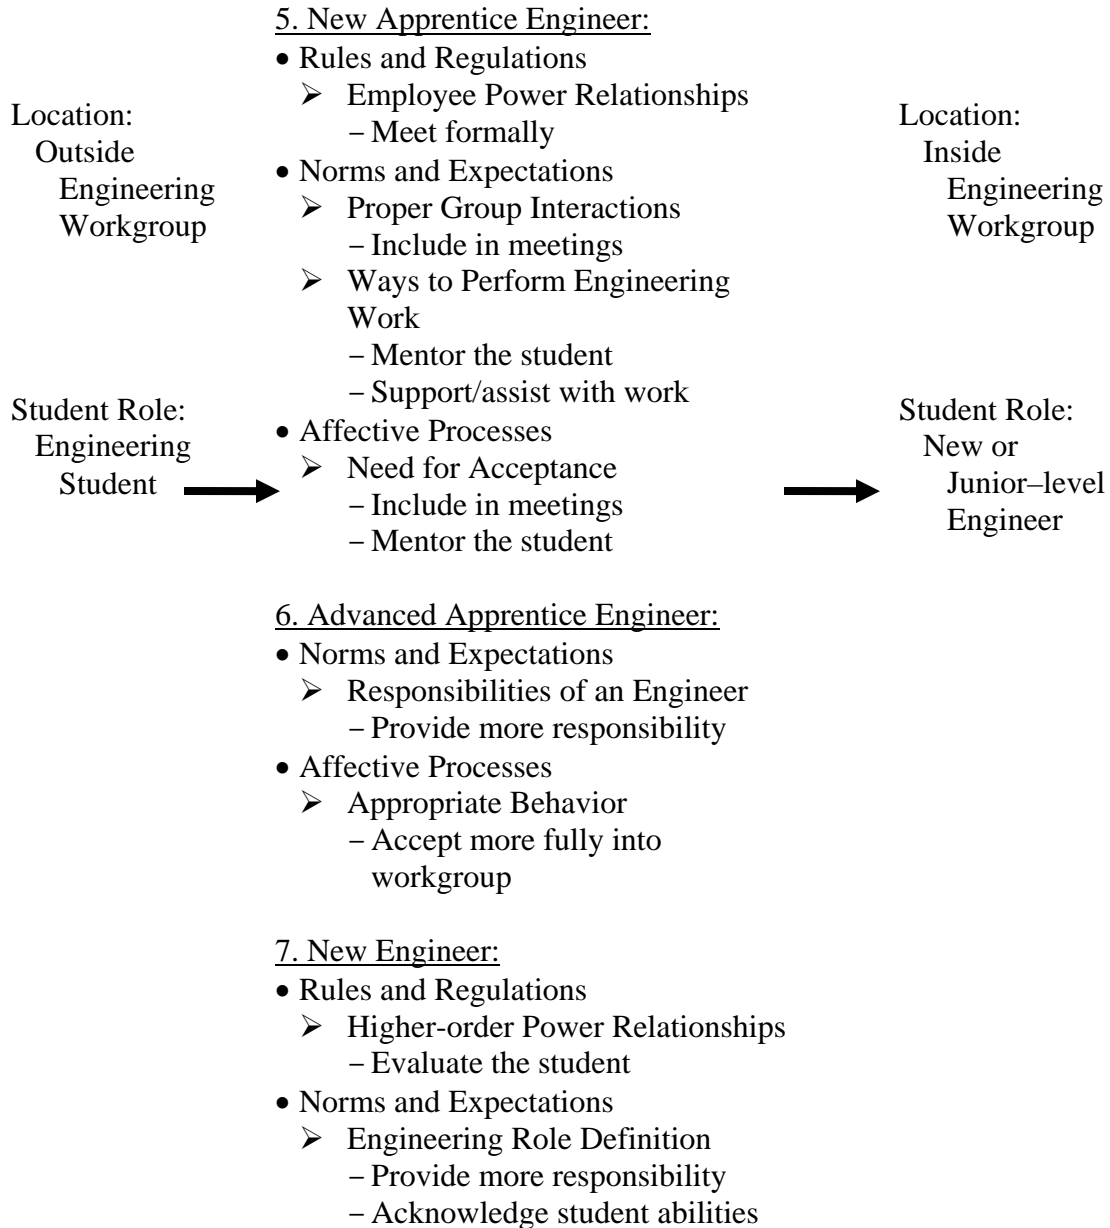 Location:
Outside
Engineering
Workgroup
Student Role:
Engineering
Student
5. New Apprentice Engineer:
• Rules and Regulations
➢ Employee Power Relationships
– Meet formally
• Norms and Expectations
➢ Proper Group Interactions
– Include in meetings
➢ Ways to Perform Engineering
Work
– Mentor the student
– Support/assist with work
• Affective Processes
➢ Need for Acceptance
– Include in meetings
– Mentor the student
6. Advanced Apprentice Engineer:
• Norms and Expectations
➢ Responsibilities of an Engineer
– Provide more responsibility
• Affective Processes
➢ Appropriate Behavior
– Accept more fully into
workgroup
7. New Engineer:
• Rules and Regulations
➢ Higher-order Power Relationships
– Evaluate the student
• Norms and Expectations
➢ Engineering Role Definition
– Provide more responsibility
– Acknowledge student abilities
Location:
Inside
Engineering
Workgroup
Student Role:
New or
Junior–level
Engineer